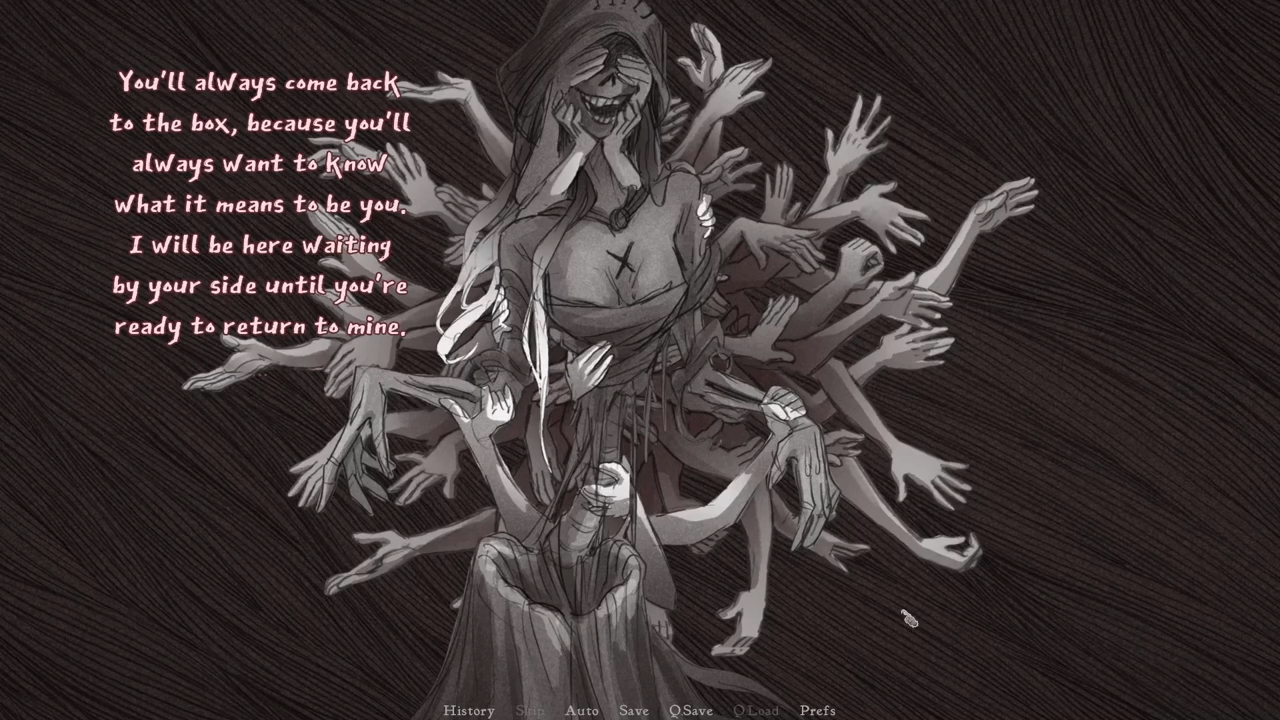 You'll always come back
to the box, because you'll
always want to know
what it means to be you.
I will be here waiting
by your side until you're
ready to return to mine.
History Skip Auto Save Q.Save Q.Load Prefs